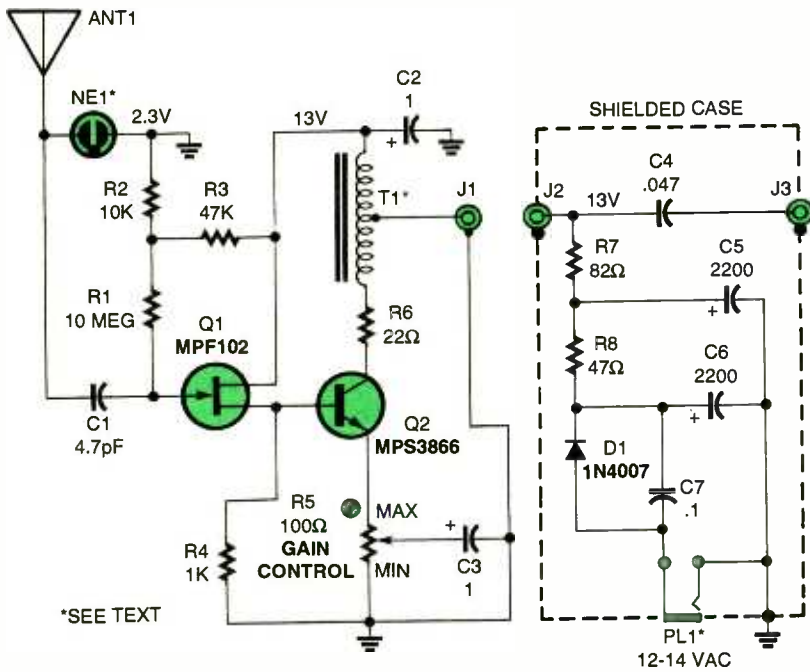 ANT1
NE1*
2.3V
R2
10K
R3
47K
13V
C2
1
+
T1*
J1
R1
10 MEG
Q1
MPF102
R6
22Ω
C1
4.7pF
Q2
MPS3866
R5
100Ω
GAIN
CONTROL
MAX
MIN
R4
1K
+
C3
1
*SEE TEXT
SHIELDED CASE
J2
13V
C4
.047
J3
R7
82Ω
C5
2200
+
R8
47Ω
C6
2200
+
D1
1N4007
C7
.1
PL1*
12-14 VAC